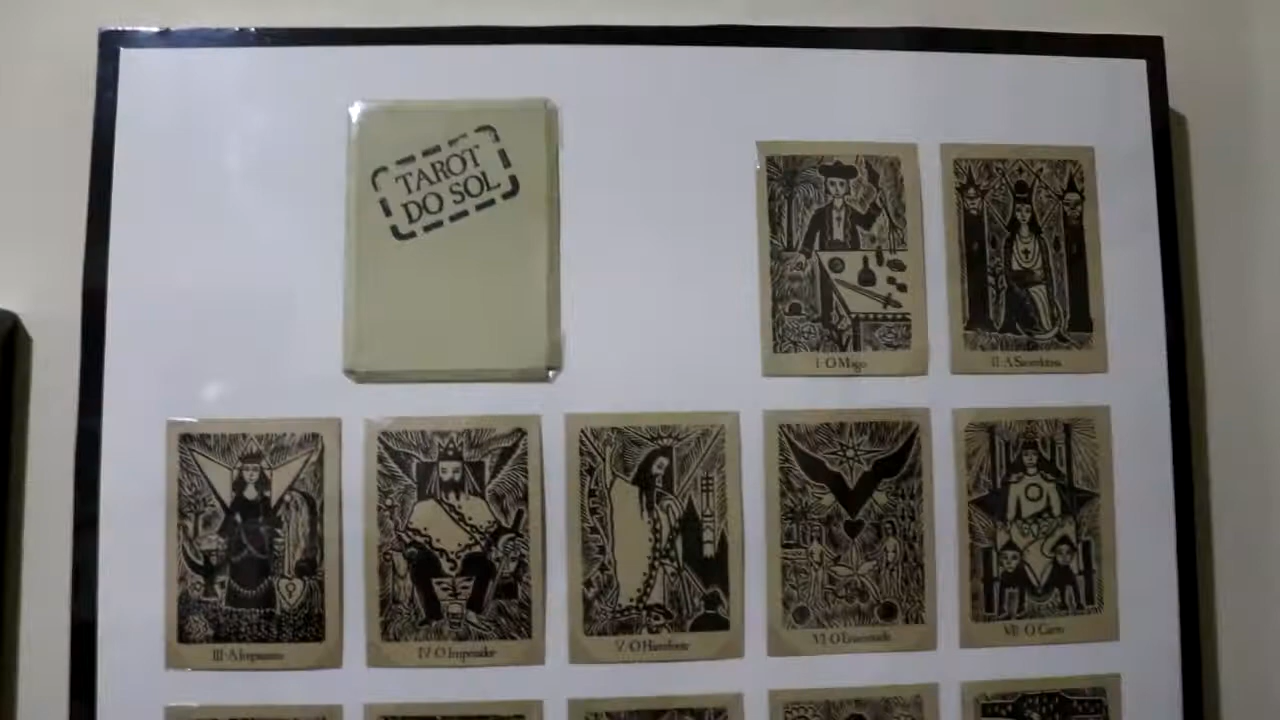 TAROT
DO SOL
I · O Mago
II · A Sacerdotisa
III · A Imperatriz
IV · O Imperador
V · O Hierofante
VI · O Enamorado
VII · O Carro